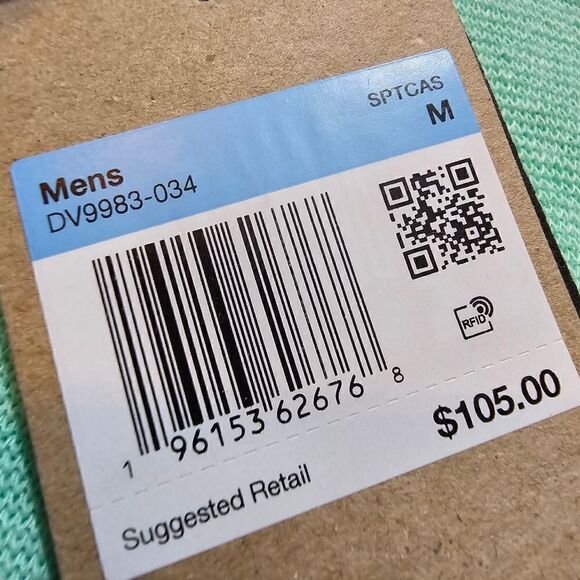 SPTCAS
M
Mens
DV9983-034
RFID
1 96153 62676 8
$105.00
Suggested Retail